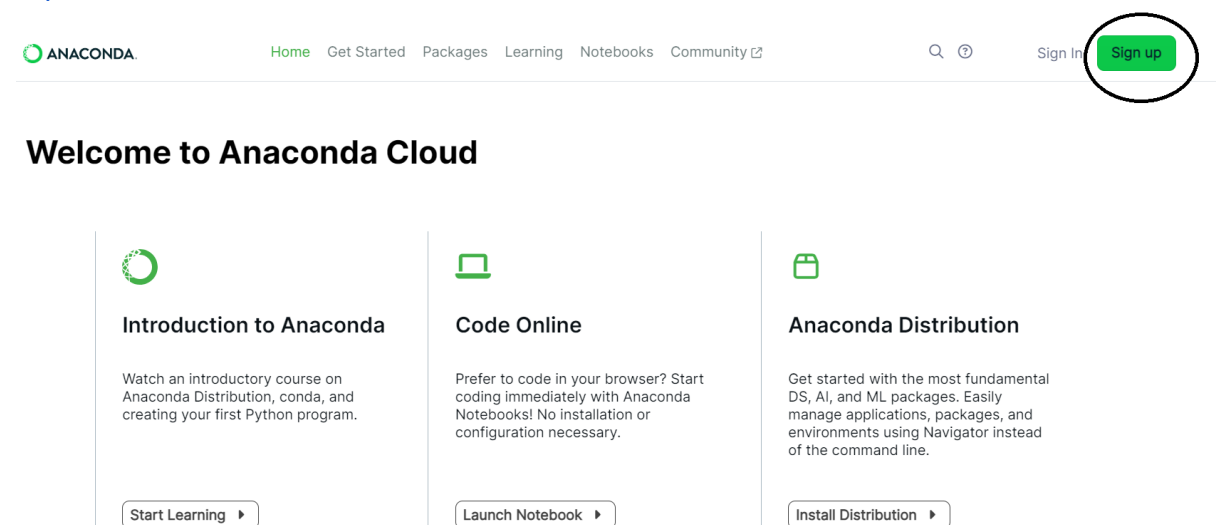 ANACONDA.
Home Get Started Packages Learning Notebooks Community
Sign In Sign up
Welcome to Anaconda Cloud
Introduction to Anaconda
Watch an introductory course on
Anaconda Distribution, conda, and
creating your first Python program.
Start Learning
Code Online
Prefer to code in your browser? Start
coding immediately with Anaconda
Notebooks! No installation or
configuration necessary.
Launch Notebook
Anaconda Distribution
Get started with the most fundamental
DS, AI, and ML packages. Easily
manage applications, packages, and
environments using Navigator instead
of the command line.
Install Distribution